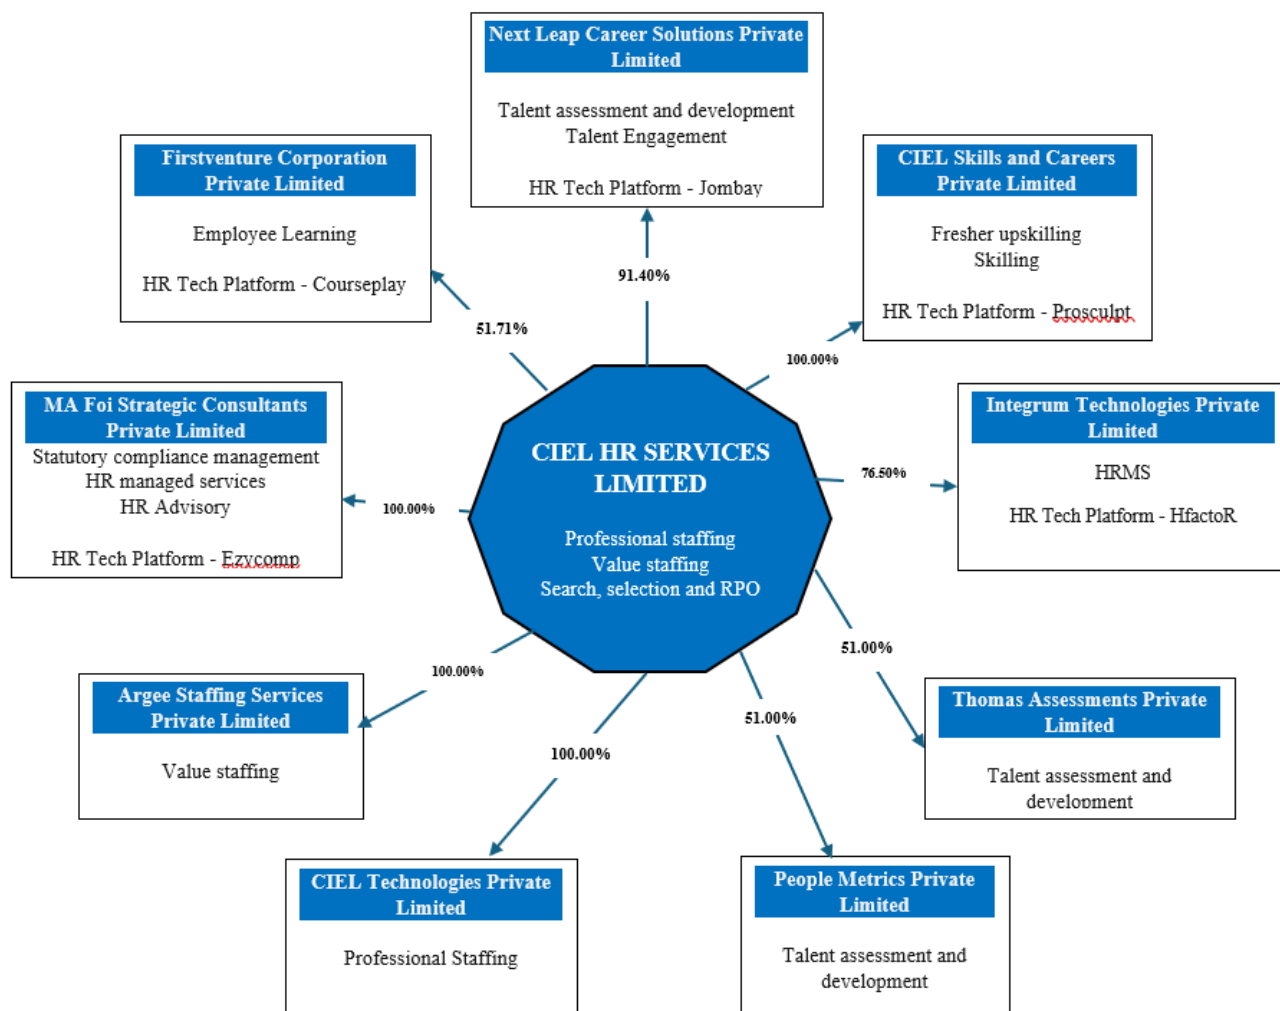 Next Leap Career Solutions Private
Limited
Talent assessment and development
Talent Engagement
HR Tech Platform - Jombay
Firstventure Corporation
Private Limited
Employee Learning
HR Tech Platform - Courseplay
CIEL Skills and Careers
Private Limited
Fresher upskilling
Skilling
HR Tech Platform - Prosculpt
91.40%
51.71%
100.00%
MA Foi Strategic Consultants
Private Limited
Statutory compliance management
HR managed services
HR Advisory
HR Tech Platform - Ezycomp
100.00%
CIEL HR SERVICES
LIMITED
Professional staffing
Value staffing
Search, selection and RPO
76.50%
Integrum Technologies Private
Limited
HRMS
HR Tech Platform - HfactoR
100.00%
51.00%
Argee Staffing Services
Private Limited
Value staffing
100.00%
51.00%
Thomas Assessments Private
Limited
Talent assessment and
development
CIEL Technologies Private
Limited
Professional Staffing
People Metrics Private
Limited
Talent assessment and
development